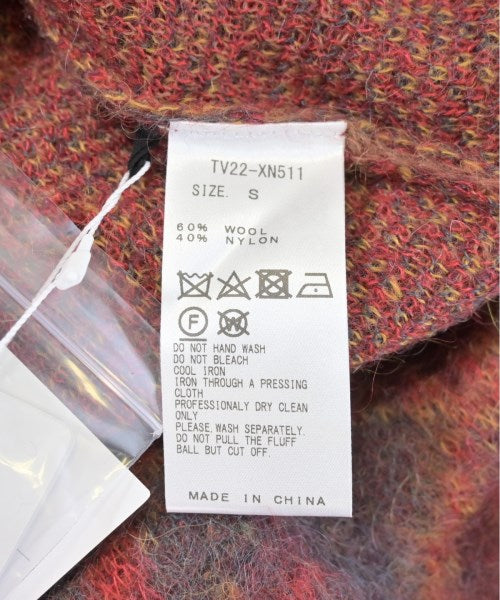 TV22-XN511
SIZE. S
60% WOOL
40% NYLON
F W
DO NOT HAND WASH
DO NOT BLEACH
COOL IRON
IRON THROUGH A PRESSING
CLOTH
PROFESSIONALY DRY CLEAN
ONLY
PLEASE.WASH SEPARATELY.
DO NOT PULL THE FLUFF
BALL BUT CUT OFF.
MADE IN CHINA